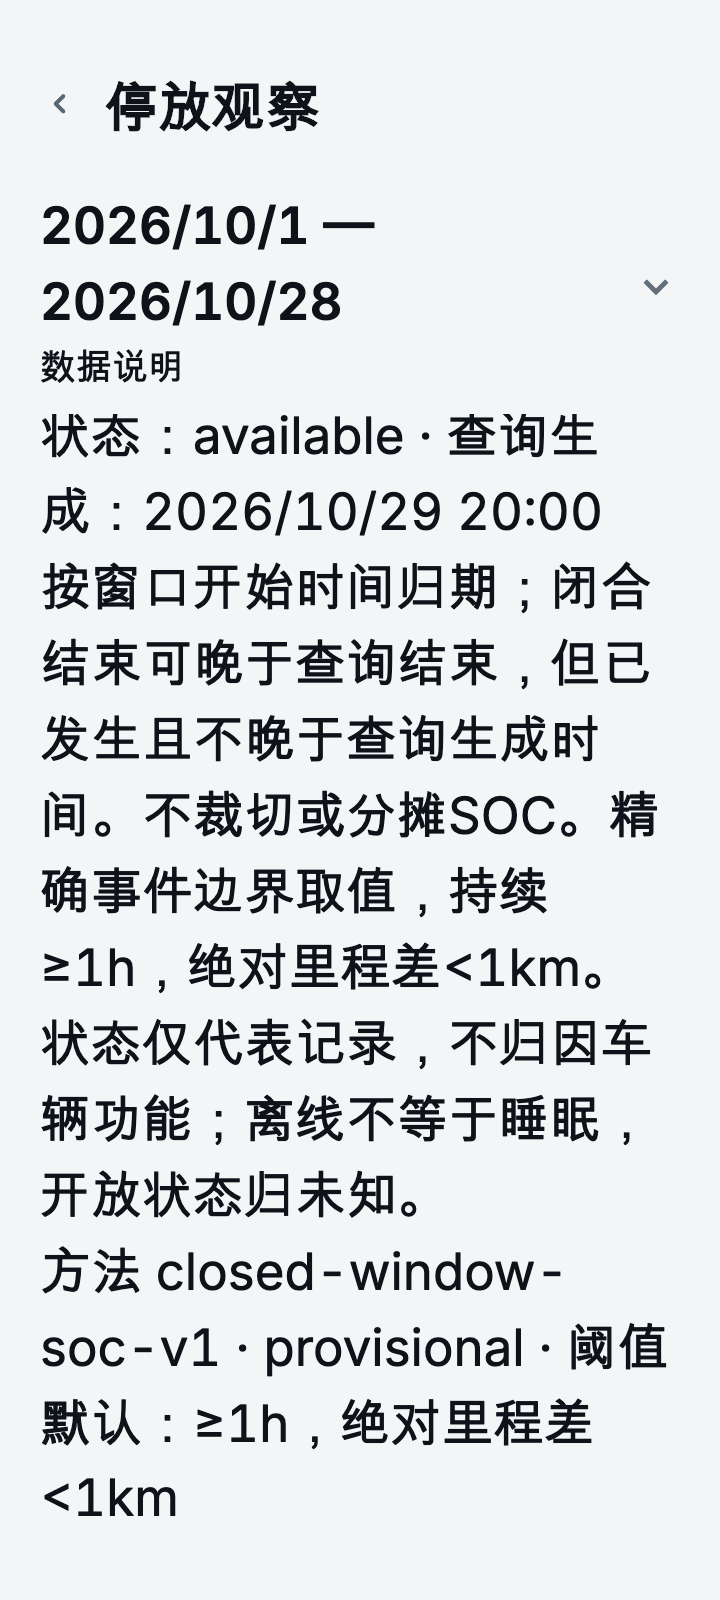 停放观察
2026/10/1 —
2026/10/28
数据说明
状态：available · 查询生
成：2026/10/29 20:00
按窗口开始时间归期；闭合
结束可晚于查询结束，但已
发生且不晚于查询生成时
间。不裁切或分摊SOC。精
确事件边界取值，持续
≥1h，绝对里程差<1km。
状态仅代表记录，不归因车
辆功能；离线不等于睡眠，
开放状态归未知。
方法 closed-window-
soc-v1 · provisional · 阈值
默认：≥1h，绝对里程差
<1km